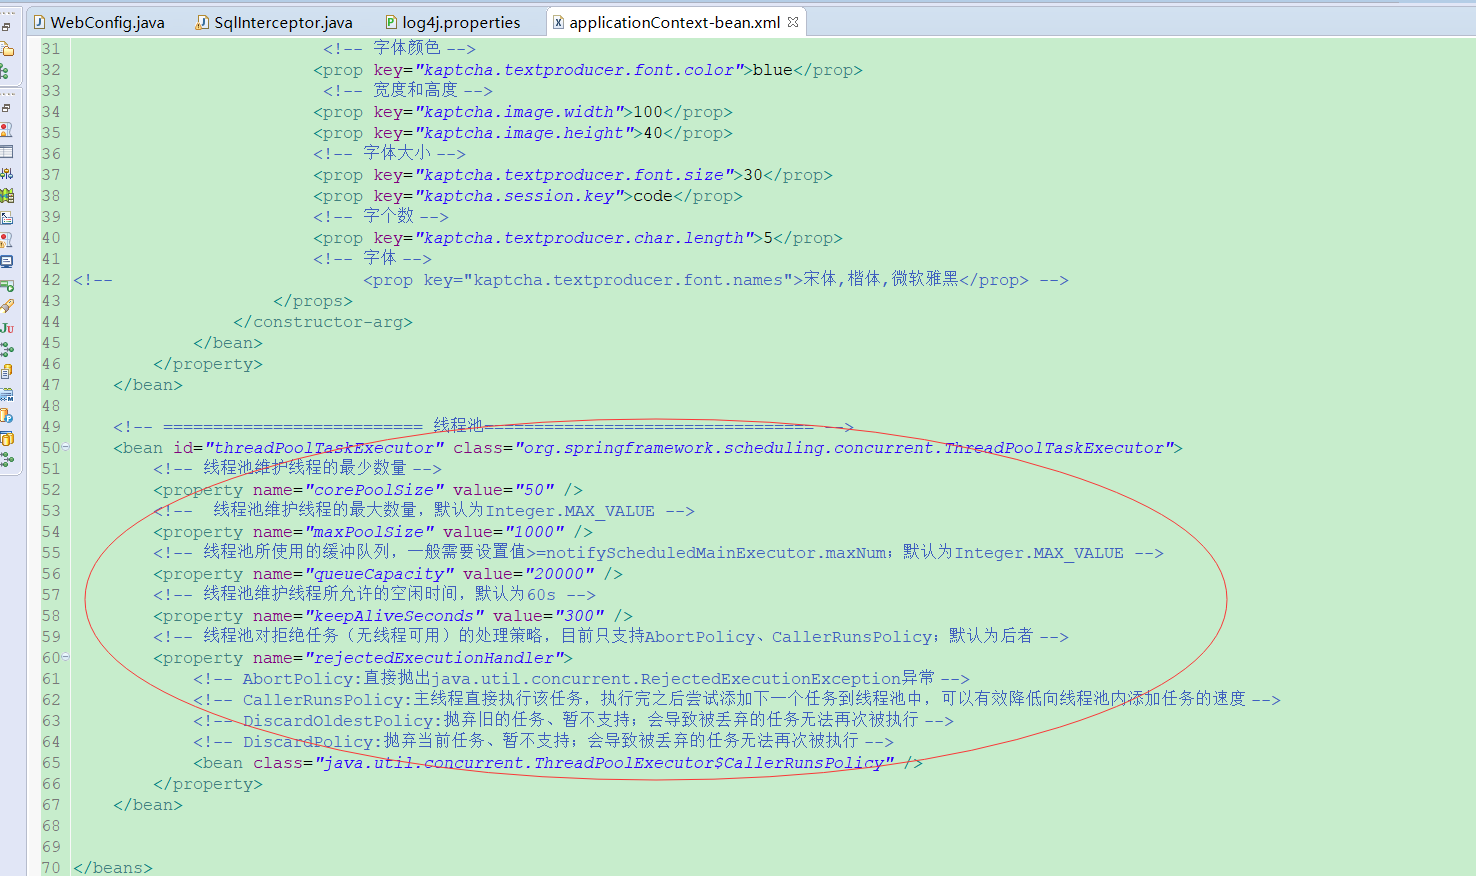 WebConfig.java SqlInterceptor.java log4j.properties applicationContext-bean.xml
31 <!-- 字体颜色 -->
32 <prop key="kaptcha.textproducer.font.color">blue</prop>
33 <!-- 宽度和高度 -->
34 <prop key="kaptcha.image.width">100</prop>
35 <prop key="kaptcha.image.height">40</prop>
36 <!-- 字体大小 -->
37 <prop key="kaptcha.textproducer.font.size">30</prop>
38 <prop key="kaptcha.session.key">code</prop>
39 <!-- 字个数 -->
40 <prop key="kaptcha.textproducer.char.length">5</prop>
41 <!-- 字体 -->
42 <!-- <prop key="kaptcha.textproducer.font.names">宋体,楷体,微软雅黑</prop> -->
43 </props>
44 </constructor-arg>
45 </bean>
46 </property>
47 </bean>
48
49 <!-- ========================== 线程池================================= -->
50 <bean id="threadPoolTaskExecutor" class="org.springframework.scheduling.concurrent.ThreadPoolTaskExecutor">
51 <!-- 线程池维护线程的最少数量 -->
52 <property name="corePoolSize" value="50" />
53 <!-- 线程池维护线程的最大数量，默认为Integer.MAX_VALUE -->
54 <property name="maxPoolSize" value="1000" />
55 <!-- 线程池所使用的缓冲队列，一般需要设置值>=notifyScheduledMainExecutor.maxNum；默认为Integer.MAX_VALUE -->
56 <property name="queueCapacity" value="20000" />
57 <!-- 线程池维护线程所允许的空闲时间，默认为60s -->
58 <property name="keepAliveSeconds" value="300" />
59 <!-- 线程池对拒绝任务（无线程可用）的处理策略，目前只支持AbortPolicy、CallerRunsPolicy；默认为后者 -->
60 <property name="rejectedExecutionHandler">
61 <!-- AbortPolicy:直接抛出java.util.concurrent.RejectedExecutionException异常 -->
62 <!-- CallerRunsPolicy:主线程直接执行该任务，执行完之后尝试添加下一个任务到线程池中，可以有效降低向线程池内添加任务的速度 -->
63 <!-- DiscardOldestPolicy:抛弃旧的任务、暂不支持；会导致被丢弃的任务无法再次被执行 -->
64 <!-- DiscardPolicy:抛弃当前任务、暂不支持；会导致被丢弃的任务无法再次被执行 -->
65 <bean class="java.util.concurrent.ThreadPoolExecutor$CallerRunsPolicy" />
66 </property>
67 </bean>
68
69
70 </beans>